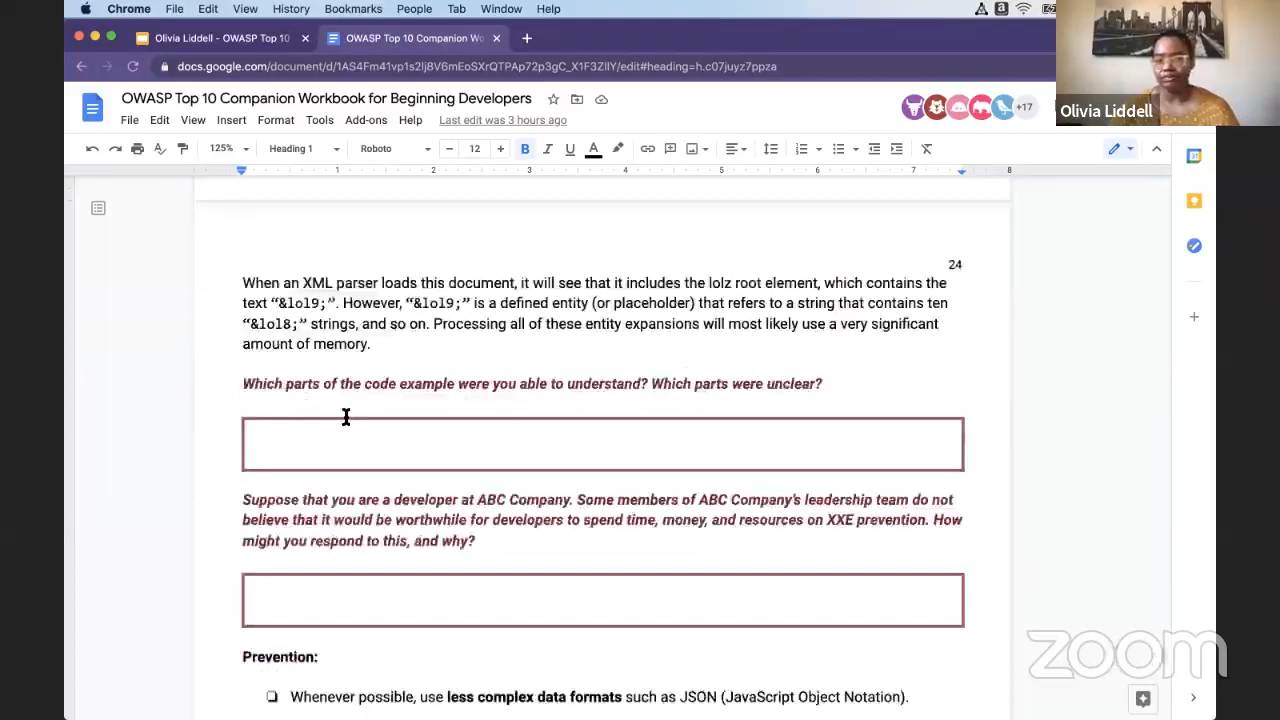 Chrome File Edit View History Bookmarks People Tab Window Help
Olivia Liddell - OWASP Top 10
OWASP Top 10 Companion Wo
docs.google.com/document/d/1AS4Fm41vp1s2Ij8V6mEoSXrQTPAp72p3gC_X1F3ZIlY/edit#heading=h.c07juyz7ppza
Olivia Liddell
OWASP Top 10 Companion Workbook for Beginning Developers
+17
File Edit View Insert Format Tools Add-ons Help Last edit was 3 hours ago
125% Heading 1 Roboto 12 B I U A
1 2 3 4 5 6 7 8
24
When an XML parser loads this document, it will see that it includes the lolz root element, which contains the
text “&lol9;”. However, “&lol9;” is a defined entity (or placeholder) that refers to a string that contains ten
“&lol8;” strings, and so on. Processing all of these entity expansions will most likely use a very significant
amount of memory.
Which parts of the code example were you able to understand? Which parts were unclear?
Suppose that you are a developer at ABC Company. Some members of ABC Company's leadership team do not
believe that it would be worthwhile for developers to spend time, money, and resources on XXE prevention. How
might you respond to this, and why?
Prevention:
Whenever possible, use less complex data formats such as JSON (JavaScript Object Notation).
zoom